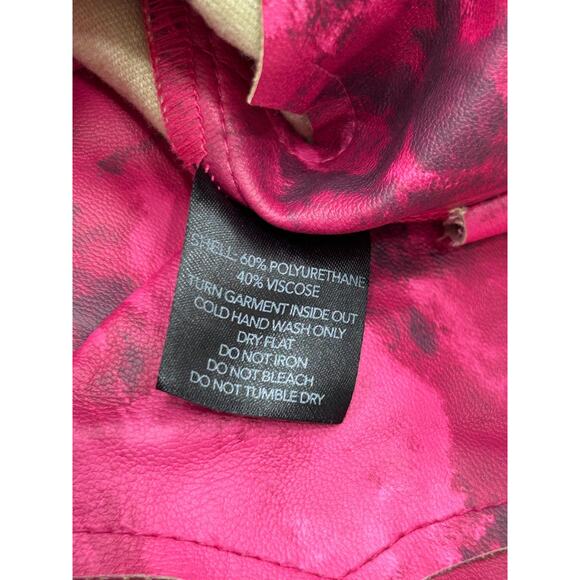 SHELL- 60% POLYURETHANE
40% VISCOSE
TURN GARMENT INSIDE OUT
COLD HAND WASH ONLY
DRY FLAT
DO NOT IRON
DO NOT BLEACH
DO NOT TUMBLE DRY